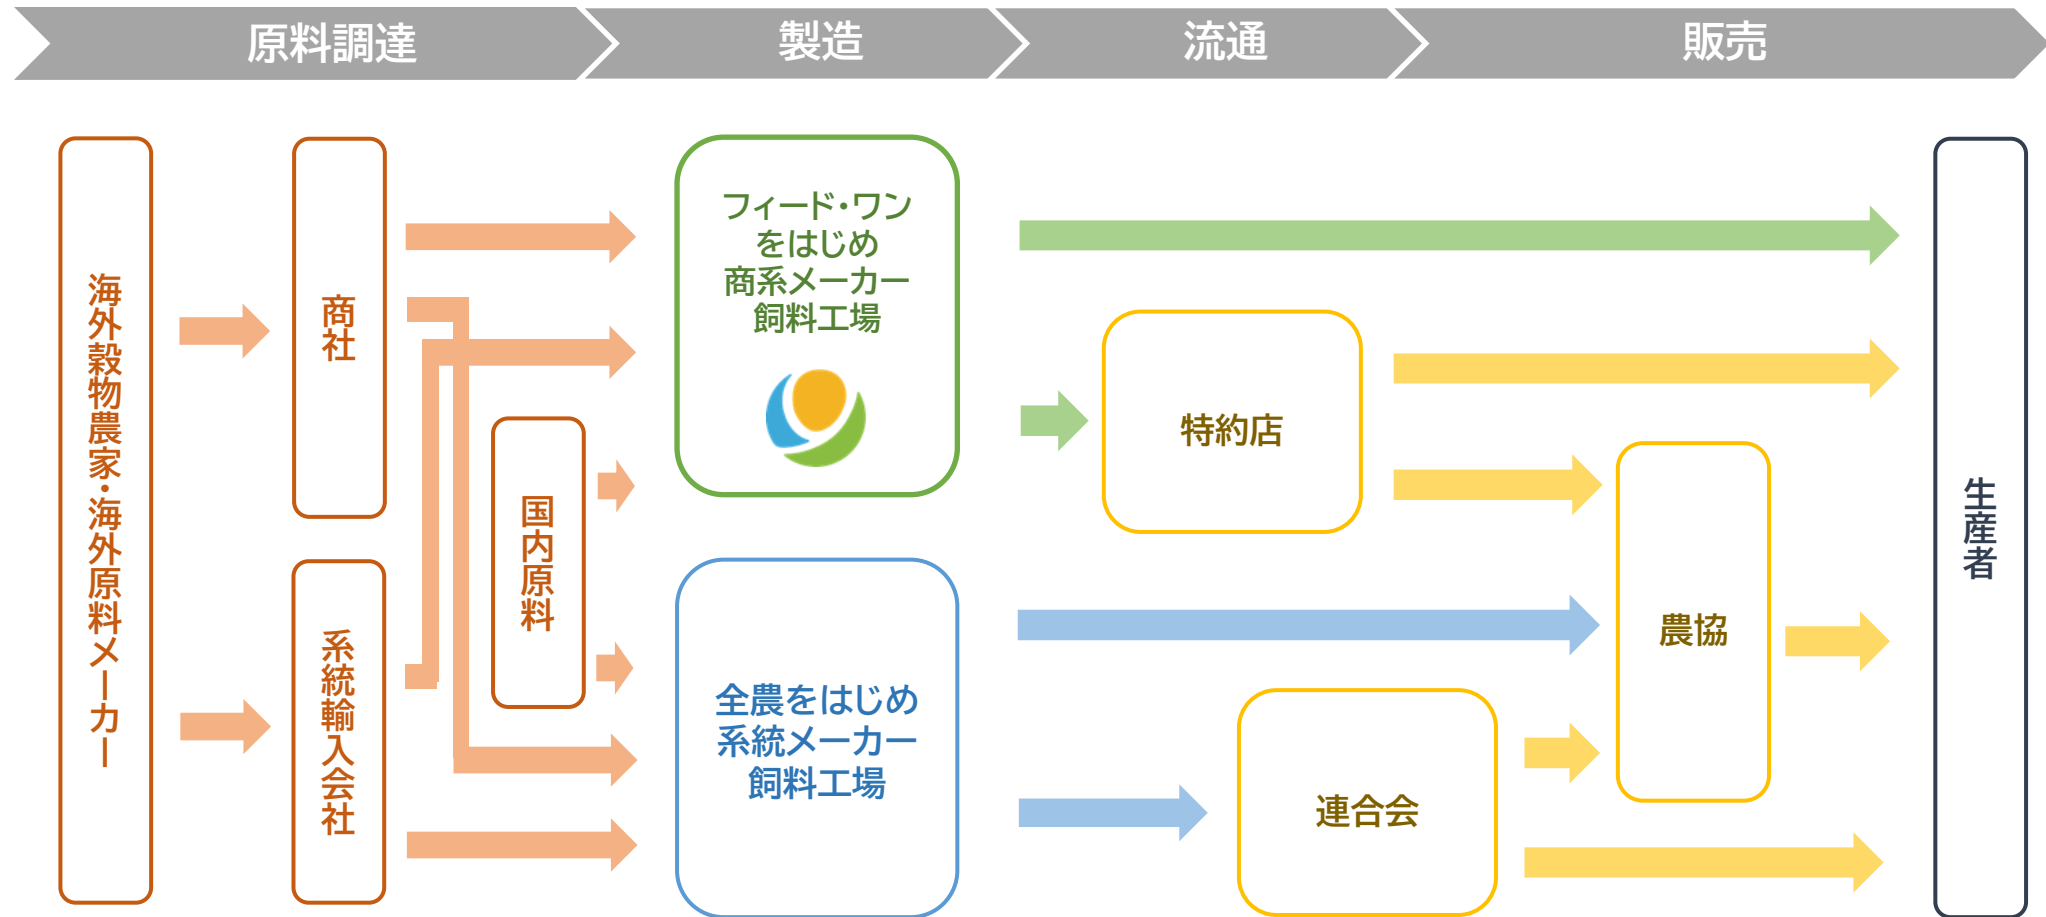 原料調達
製造
流通
販売
海外穀物農家・海外原料メーカー
商社
系統輸入会社
国内原料
フィード・ワン
をはじめ
商系メーカー
飼料工場
全農をはじめ
系統メーカー
飼料工場
特約店
連合会
農協
生産者